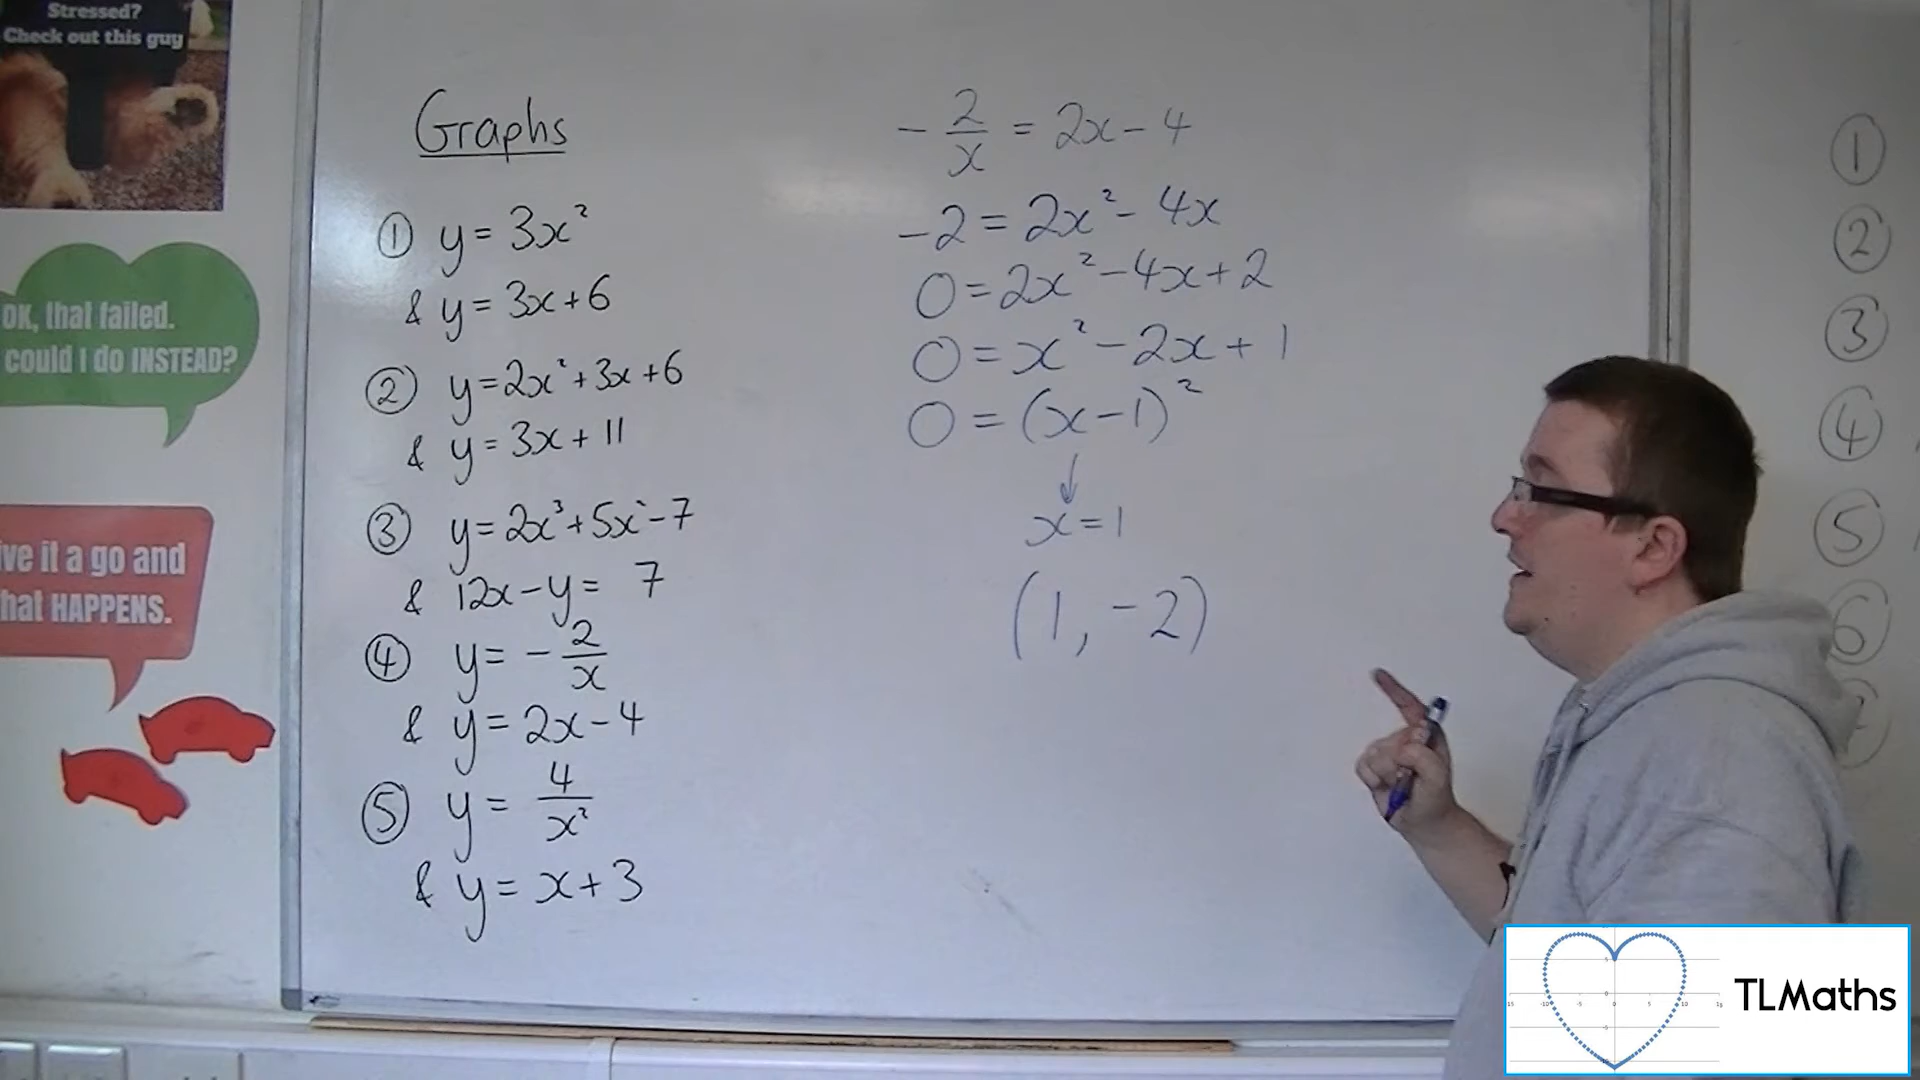 Stressed?
Check out this guy
OK, that failed.
could I do INSTEAD?
ive it a go and
hat HAPPENS.
Graphs
① y = 3x²
& y = 3x+6
② y = 2x²+3x+6
& y = 3x+11
③ y = 2x³+5x²-7
& 12x-y = 7
④ y = -2/x
& y = 2x-4
⑤ y = 4/x²
& y = x+3
-2/x = 2x-4
-2 = 2x²-4x
0 = 2x²-4x+2
0 = x²-2x+1
0 = (x-1)²
↓
x = 1
(1, -2)
①
②
③
④
⑤
⑥
TLMaths